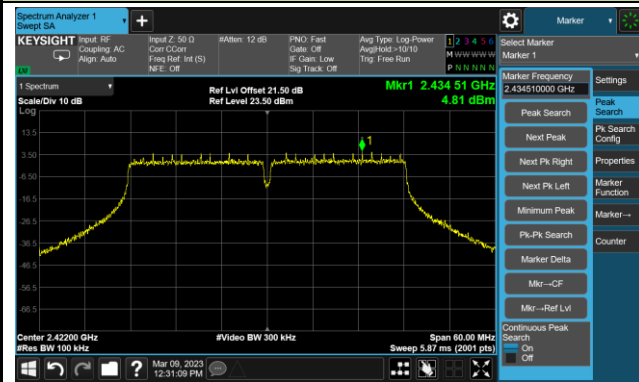 Spectrum Analyzer 1
Swept SA
+
Marker
KEYSIGHT
Input: RF
Coupling: AC
Align: Auto
Input Z: 50 Ω
Corr CCorr
Freq Ref: Int (S)
NFE: Off
#Atten: 12 dB
PNO: Fast
Gate: Off
IF Gain: Low
Sig Track: Off
Avg Type: Log-Power
Avg|Hold:>10/10
Trig: Free Run
1 2 3 4 5 6
M W W W W W
P N N N N N
LXI
Select Marker
Marker 1
1 Spectrum
Scale/Div 10 dB
Log
Ref Lvl Offset 21.50 dB
Ref Level 23.50 dBm
Mkr1 2.434 51 GHz
4.81 dBm
13.5
3.50
-6.50
-16.5
-26.5
-36.5
-46.5
-56.5
-66.5
1
Center 2.42200 GHz
#Res BW 100 kHz
#Video BW 300 kHz
Span 60.00 MHz
Sweep 5.87 ms (2001 pts)
Marker Frequency
2.434510000 GHz
Peak Search
Next Peak
Next Pk Right
Next Pk Left
Minimum Peak
Pk-Pk Search
Marker Delta
Mkr→CF
Mkr→Ref Lvl
Continuous Peak
Search
On
Off
Settings
Peak
Search
Pk Search
Config
Properties
Marker
Function
Marker→
Counter
?
Mar 09, 2023
12:31:09 PM